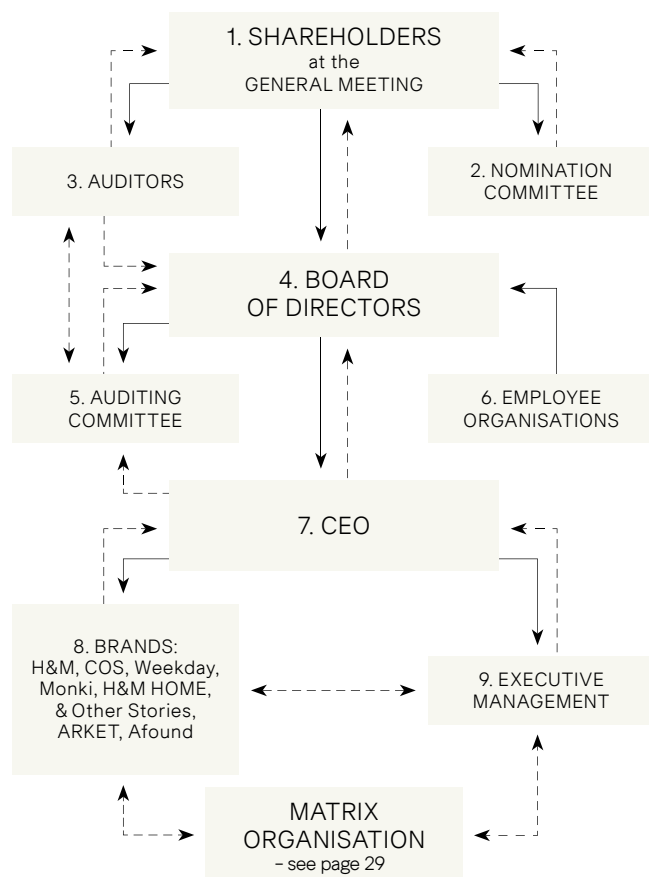 1. SHAREHOLDERS
at the
GENERAL MEETING
3. AUDITORS
2. NOMINATION
COMMITTEE
4. BOARD
OF DIRECTORS
5. AUDITING
COMMITTEE
6. EMPLOYEE
ORGANISATIONS
7. CEO
8. BRANDS:
H&M, COS, Weekday,
Monki, H&M HOME,
& Other Stories,
ARKET, Afound
9. EXECUTIVE
MANAGEMENT
MATRIX
ORGANISATION
– see page 29